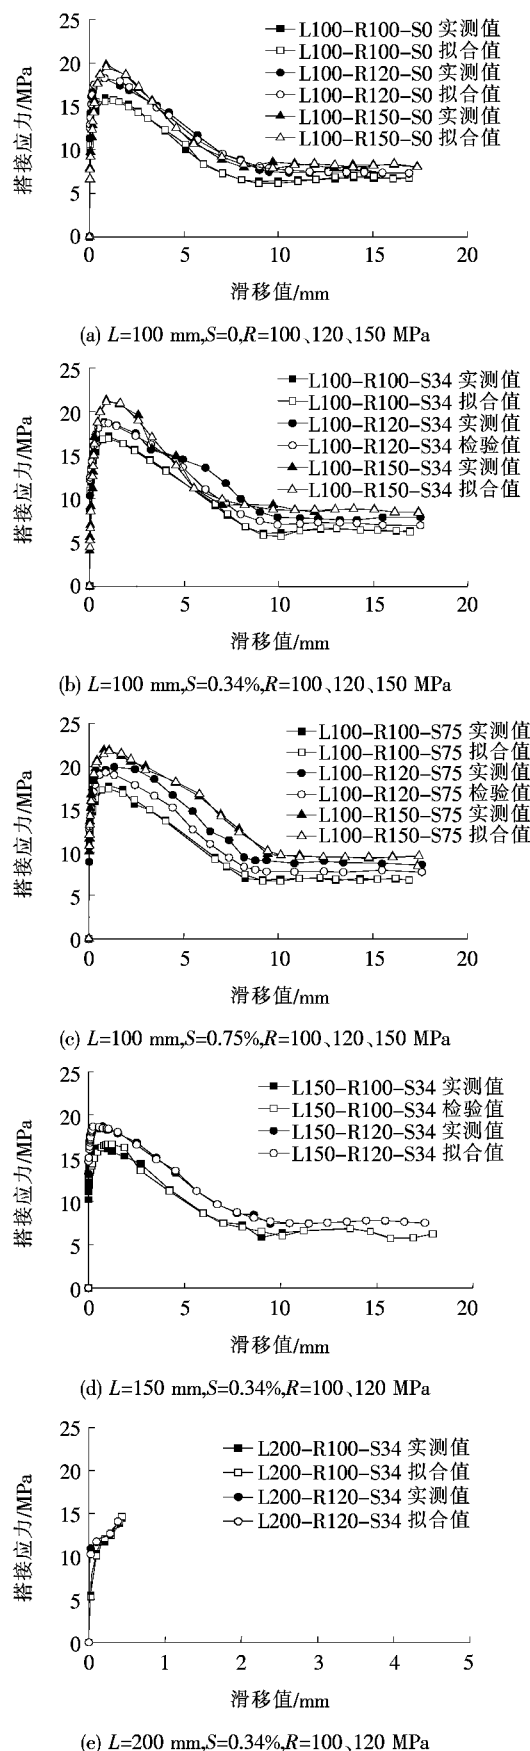 L100-R100-S0 实测值
L100-R100-S0 拟合值
L100-R120-S0 实测值
L100-R120-S0 拟合值
L100-R150-S0 实测值
L100-R150-S0 拟合值
搭接应力/MPa
25
20
15
10
5
0
0 5 10 15 20
滑移值/mm
(a) L=100 mm,S=0,R=100、120、150 MPa
L100-R100-S34 实测值
L100-R100-S34 拟合值
L100-R120-S34 实测值
L100-R120-S34 检验值
L100-R150-S34 实测值
L100-R150-S34 拟合值
搭接应力/MPa
25
20
15
10
5
0
0 5 10 15 20
滑移值/mm
(b) L=100 mm,S=0.34%,R=100、120、150 MPa
L100-R100-S75 实测值
L100-R100-S75 拟合值
L100-R120-S75 实测值
L100-R120-S75 检验值
L100-R150-S75 实测值
L100-R150-S75 拟合值
搭接应力/MPa
25
20
15
10
5
0
0 5 10 15 20
滑移值/mm
(c) L=100 mm,S=0.75%,R=100、120、150 MPa
L150-R100-S34 实测值
L150-R100-S34 检验值
L150-R120-S34 实测值
L150-R120-S34 拟合值
搭接应力/MPa
25
20
15
10
5
0
0 5 10 15 20
滑移值/mm
(d) L=150 mm,S=0.34%,R=100、120 MPa
L200-R100-S34 实测值
L200-R100-S34 拟合值
L200-R120-S34 实测值
L200-R120-S34 拟合值
搭接应力/MPa
25
20
15
10
5
0
0 1 2 3 4 5
滑移值/mm
(e) L=200 mm,S=0.34%,R=100、120 MPa